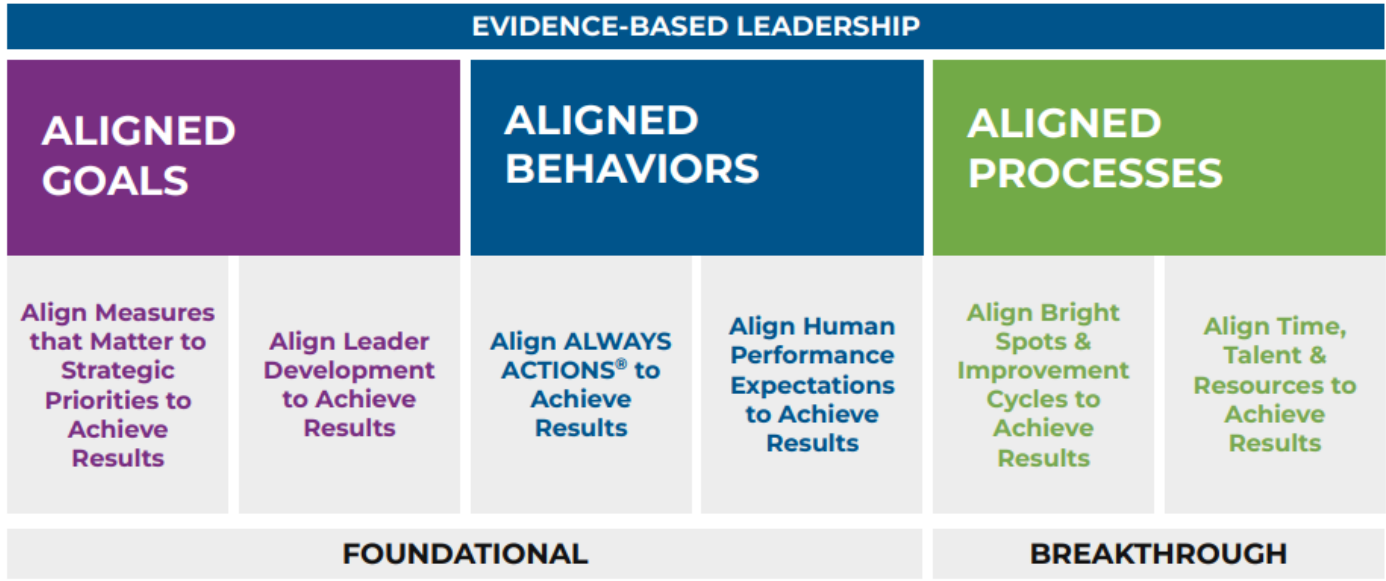 EVIDENCE-BASED LEADERSHIP
ALIGNED
GOALS
ALIGNED
BEHAVIORS
ALIGNED
PROCESSES
Align Measures
that Matter to
Strategic
Priorities to
Achieve
Results
Align Leader
Development
to Achieve
Results
Align ALWAYS
ACTIONS® to
Achieve
Results
Align Human
Performance
Expectations
to Achieve
Results
Align Bright
Spots &
Improvement
Cycles to
Achieve
Results
Align Time,
Talent &
Resources to
Achieve
Results
FOUNDATIONAL
BREAKTHROUGH